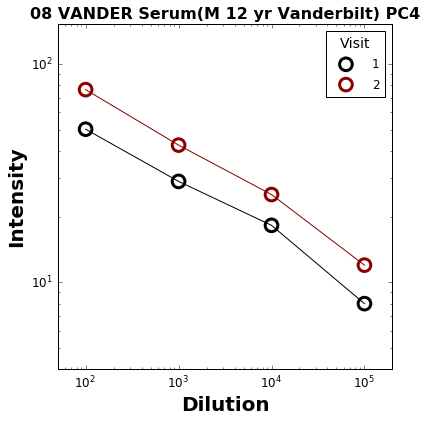 08 VANDER Serum(M 12 yr Vanderbilt) PC4
Visit
1
2
10²
10¹
Intensity
10² 10³ 10⁴ 10⁵
Dilution